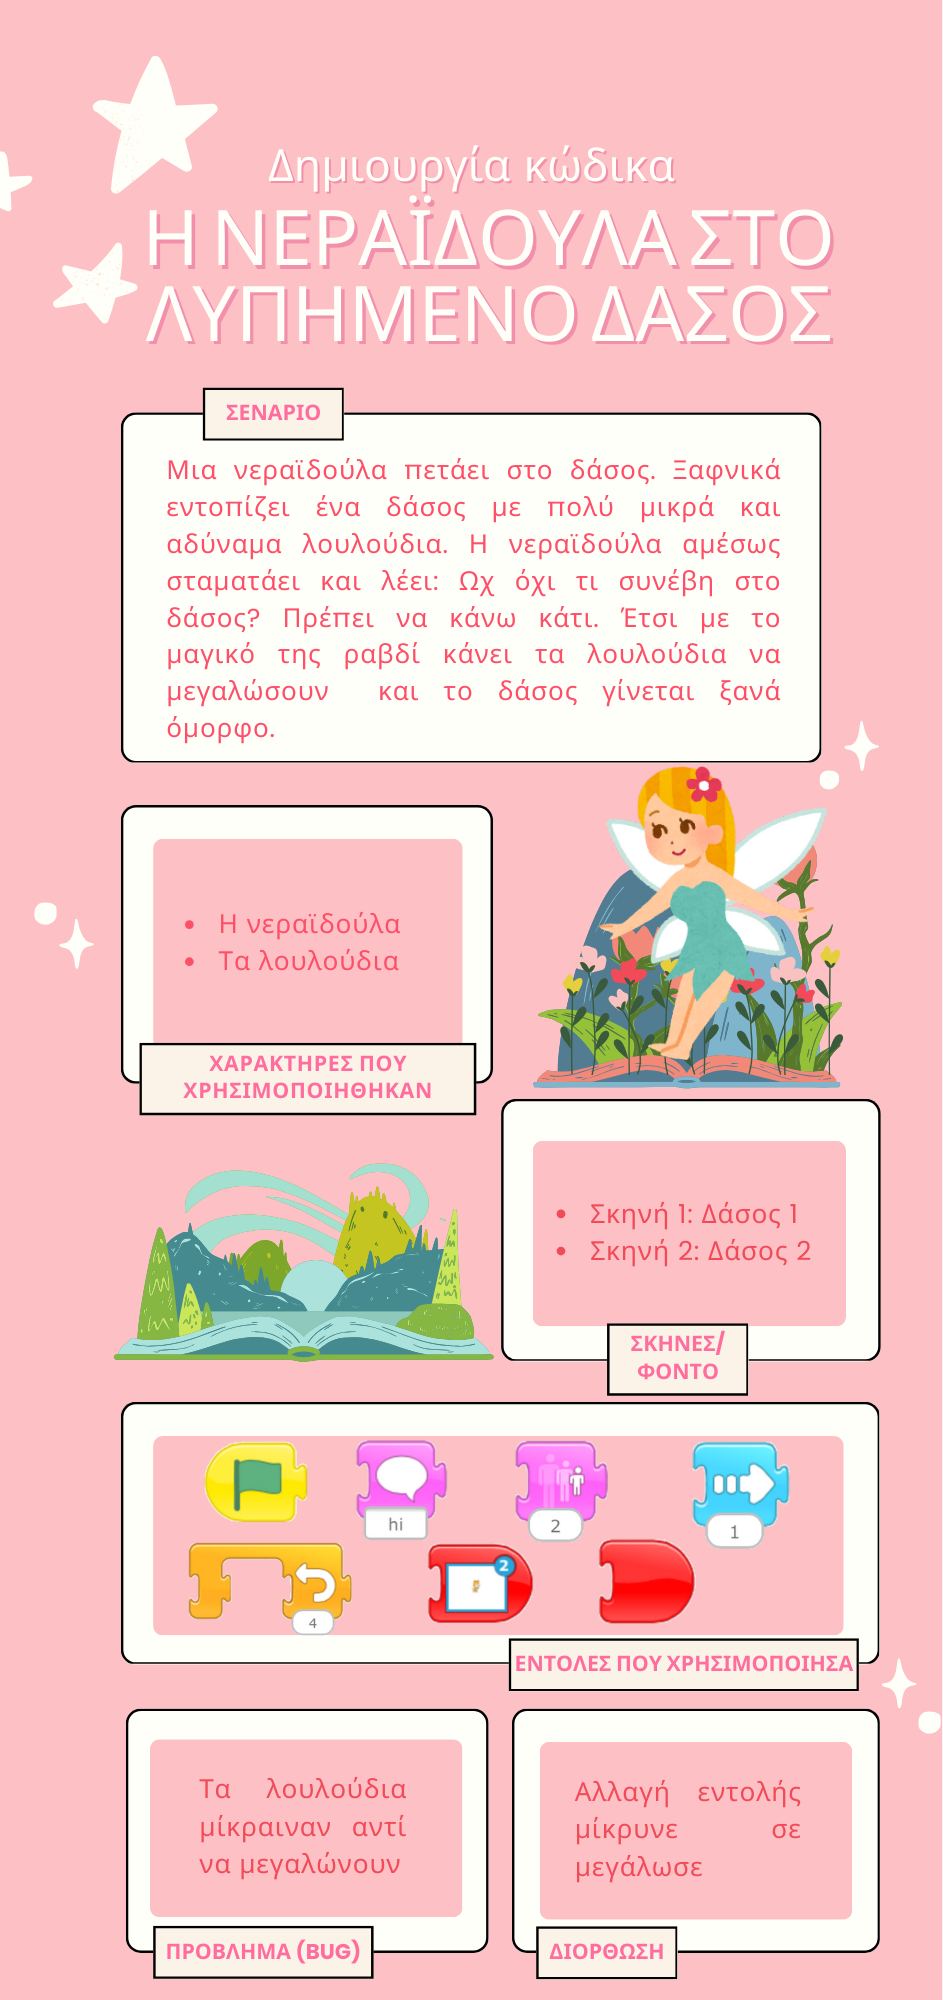 Δημιουργία κώδικα
Η ΝΕΡΑΪΔΟΥΛΑ ΣΤΟ
ΛΥΠΗΜΕΝΟ ΔΑΣΟΣ
ΣΕΝΑΡΙΟ
Μια νεραϊδούλα πετάει στο δάσος. Ξαφνικά
εντοπίζει ένα δάσος με πολύ μικρά και
αδύναμα λουλούδια. Η νεραϊδούλα αμέσως
σταματάει και λέει: Ωχ όχι τι συνέβη στο
δάσος? Πρέπει να κάνω κάτι. Έτσι με το
μαγικό της ραβδί κάνει τα λουλούδια να
μεγαλώσουν και το δάσος γίνεται ξανά
όμορφο.
• Η νεραϊδούλα
• Τα λουλούδια
ΧΑΡΑΚΤΗΡΕΣ ΠΟΥ
ΧΡΗΣΙΜΟΠΟΙΗΘΗΚΑΝ
• Σκηνή 1: Δάσος 1
• Σκηνή 2: Δάσος 2
ΣΚΗΝΕΣ/
ΦΟΝΤΟ
hi
2
1
4
2
ΕΝΤΟΛΕΣ ΠΟΥ ΧΡΗΣΙΜΟΠΟΙΗΣΑ
Τα λουλούδια
μίκραιναν αντί
να μεγαλώνουν
ΠΡΟΒΛΗΜΑ (BUG)
Αλλαγή εντολής
μίκρυνε σε
μεγάλωσε
ΔΙΟΡΘΩΣΗ